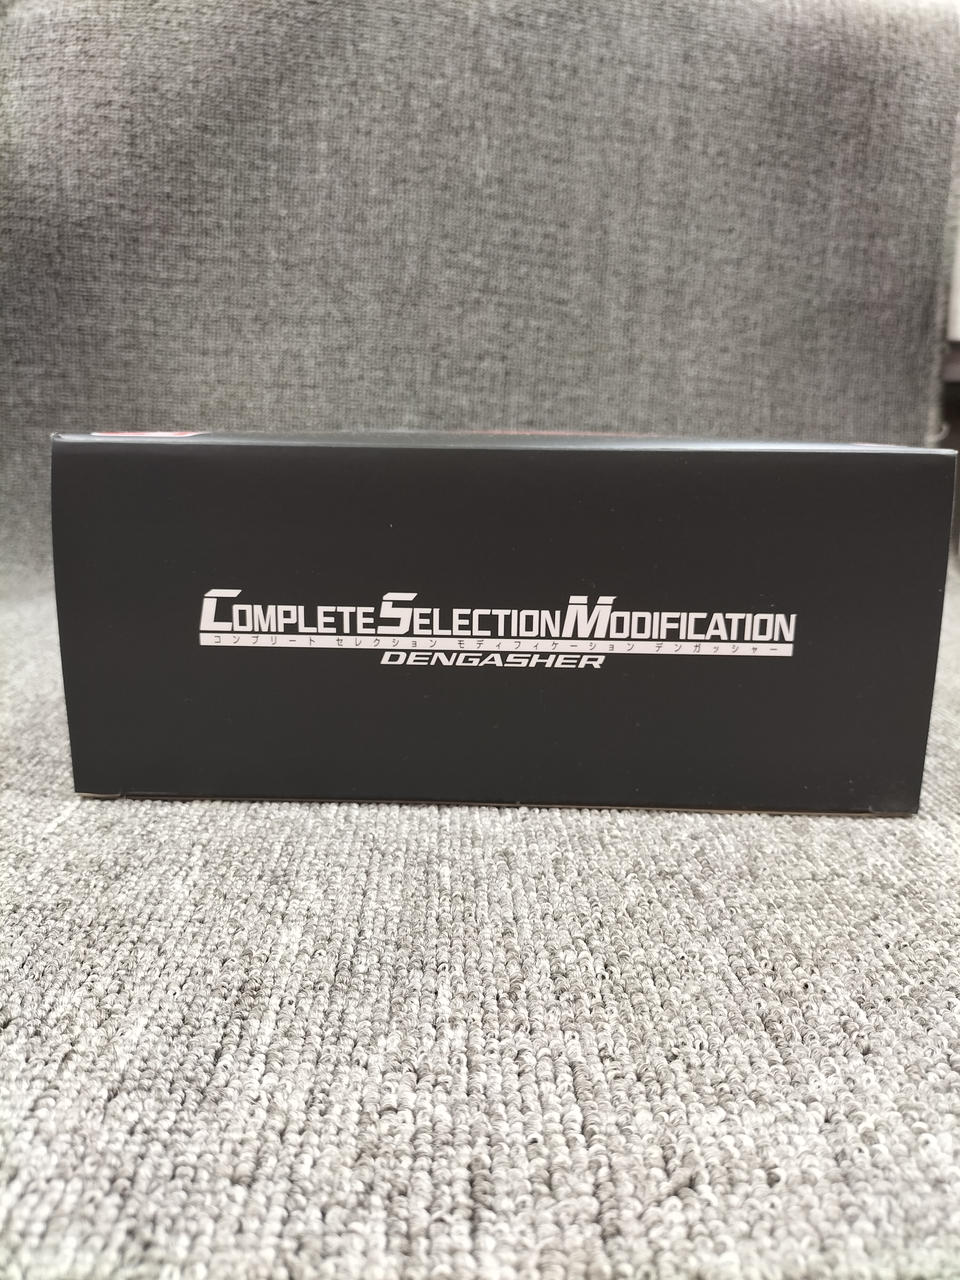 COMPLETE SELECTION MODIFICATION
コンプリート セレクション モディフィケーション デンガッシャー
DENGASHER